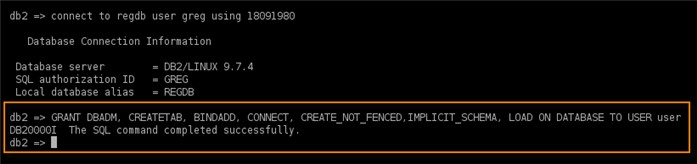 db2 => connect to regdb user greg using 18091980
Database Connection Information
Database server = DB2/LINUX 9.7.4
SQL authorization ID = GREG
Local database alias = REGDB
db2 => GRANT DBADM, CREATETAB, BINDADD, CONNECT, CREATE_NOT_FENCED,IMPLICIT_SCHEMA, LOAD ON DATABASE TO USER user
DB20000I The SQL command completed successfully.
db2 =>